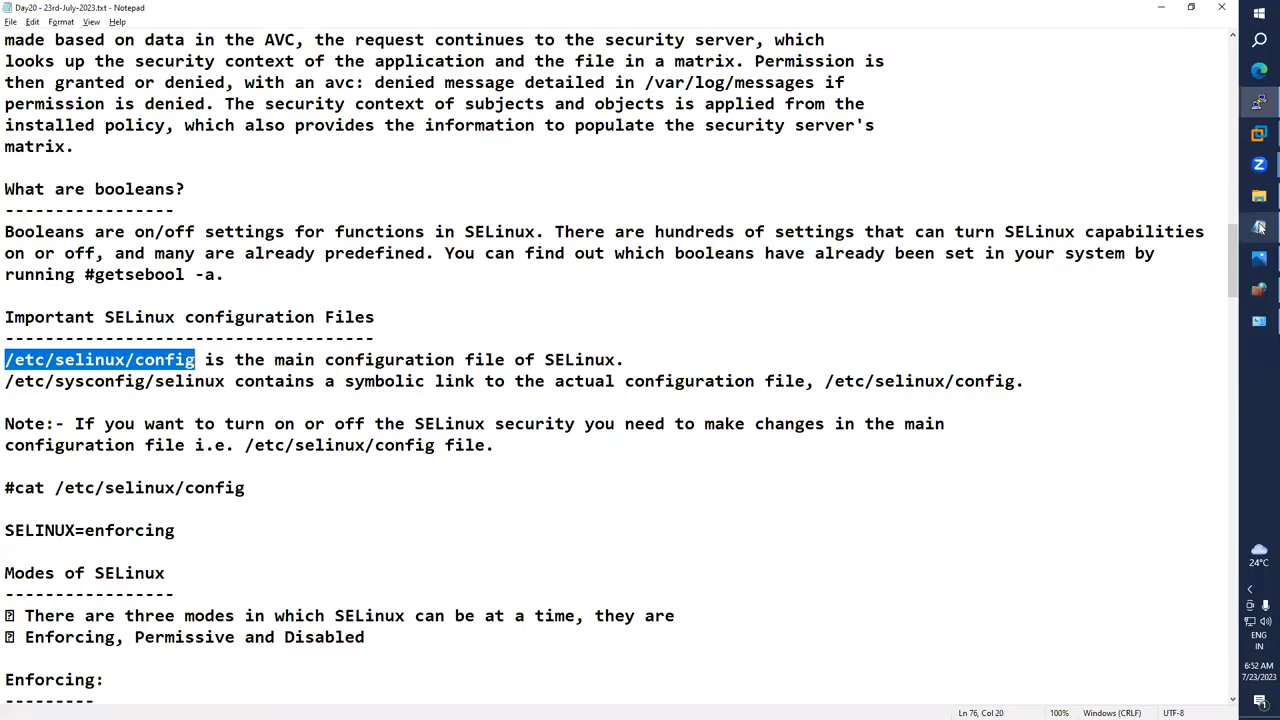 Day20 - 23rd-July-2023.txt - Notepad
File Edit Format View Help
made based on data in the AVC, the request continues to the security server, which
looks up the security context of the application and the file in a matrix. Permission is
then granted or denied, with an avc: denied message detailed in /var/log/messages if
permission is denied. The security context of subjects and objects is applied from the
installed policy, which also provides the information to populate the security server's
matrix.
What are booleans?
-----------------
Booleans are on/off settings for functions in SELinux. There are hundreds of settings that can turn SELinux capabilities
on or off, and many are already predefined. You can find out which booleans have already been set in your system by
running #getsebool -a.
Important SELinux configuration Files
-------------------------------------
/etc/selinux/config is the main configuration file of SELinux.
/etc/sysconfig/selinux contains a symbolic link to the actual configuration file, /etc/selinux/config.
Note:- If you want to turn on or off the SELinux security you need to make changes in the main
configuration file i.e. /etc/selinux/config file.
#cat /etc/selinux/config
SELINUX=enforcing
Modes of SELinux
-----------------
There are three modes in which SELinux can be at a time, they are
Enforcing, Permissive and Disabled
Enforcing:
---------
Ln 76, Col 20 100% Windows (CRLF) UTF-8
24°C
ENG
IN
6:52 AM
7/23/2023